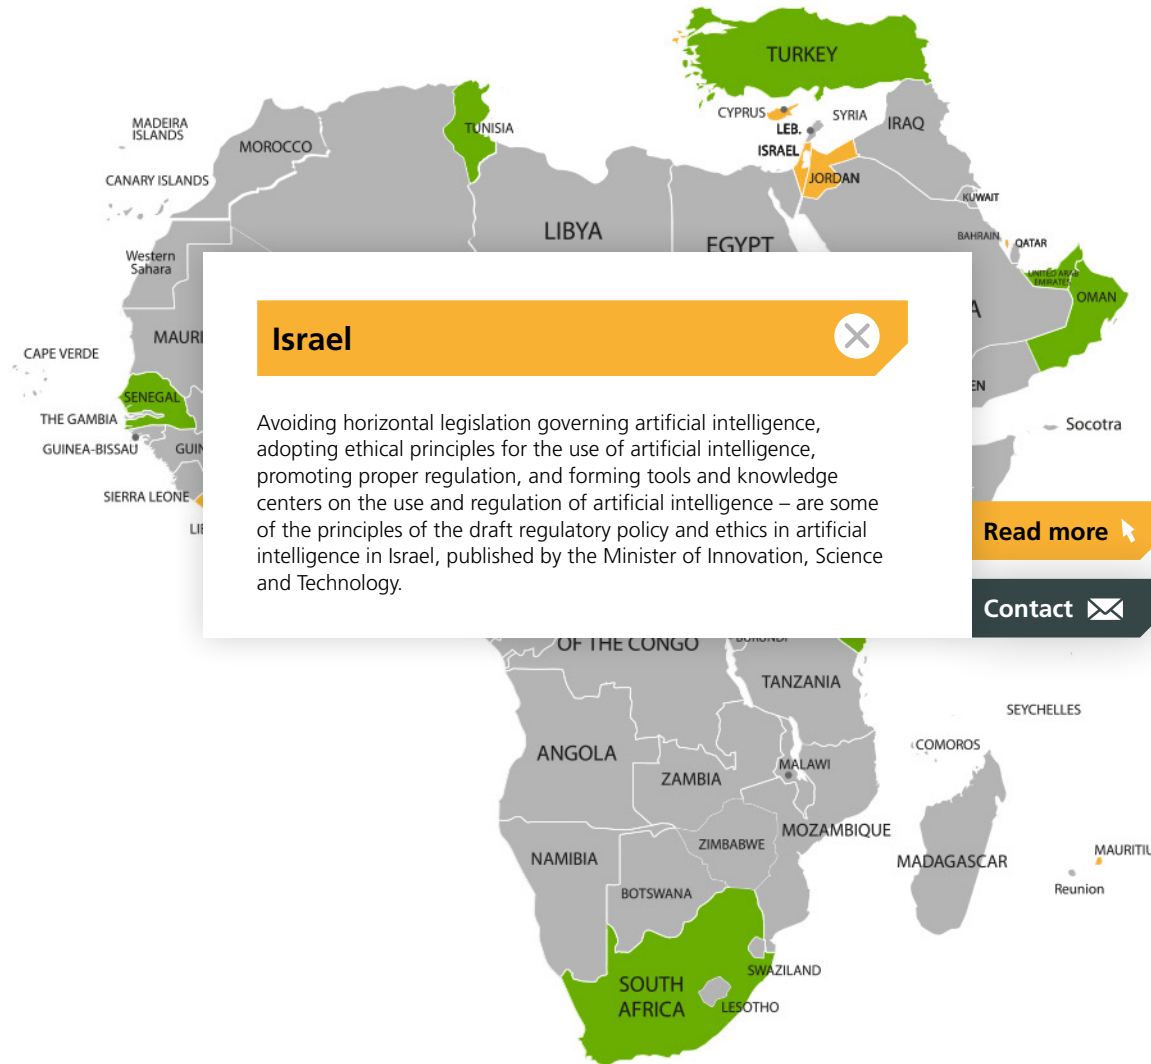 TURKEY
CYPRUS
SYRIA
LEB.
IRAQ
ISRAEL
JORDAN
MADEIRA
ISLANDS
MOROCCO
TUNISIA
CANARY ISLANDS
KUWAIT
LIBYA
EGYPT
BAHRAIN
QATAR
Western
Sahara
UNITED ARAB
EMIRATES
OMAN
MAURI
CAPE VERDE
SENEGAL
THE GAMBIA
GUINEA-BISSAU
GUIN
SIERRA LEONE
LIE
A
EN
Socotra
Israel
Avoiding horizontal legislation governing artificial intelligence,
adopting ethical principles for the use of artificial intelligence,
promoting proper regulation, and forming tools and knowledge
centers on the use and regulation of artificial intelligence – are some
of the principles of the draft regulatory policy and ethics in artificial
intelligence in Israel, published by the Minister of Innovation, Science
and Technology.
Read more
Contact
OF THE CONGO
BURUNDI
TANZANIA
SEYCHELLES
COMOROS
ANGOLA
MALAWI
ZAMBIA
MOZAMBIQUE
ZIMBABWE
NAMIBIA
MADAGASCAR
MAURITIU
Reunion
BOTSWANA
SWAZILAND
SOUTH
AFRICA
LESOTHO